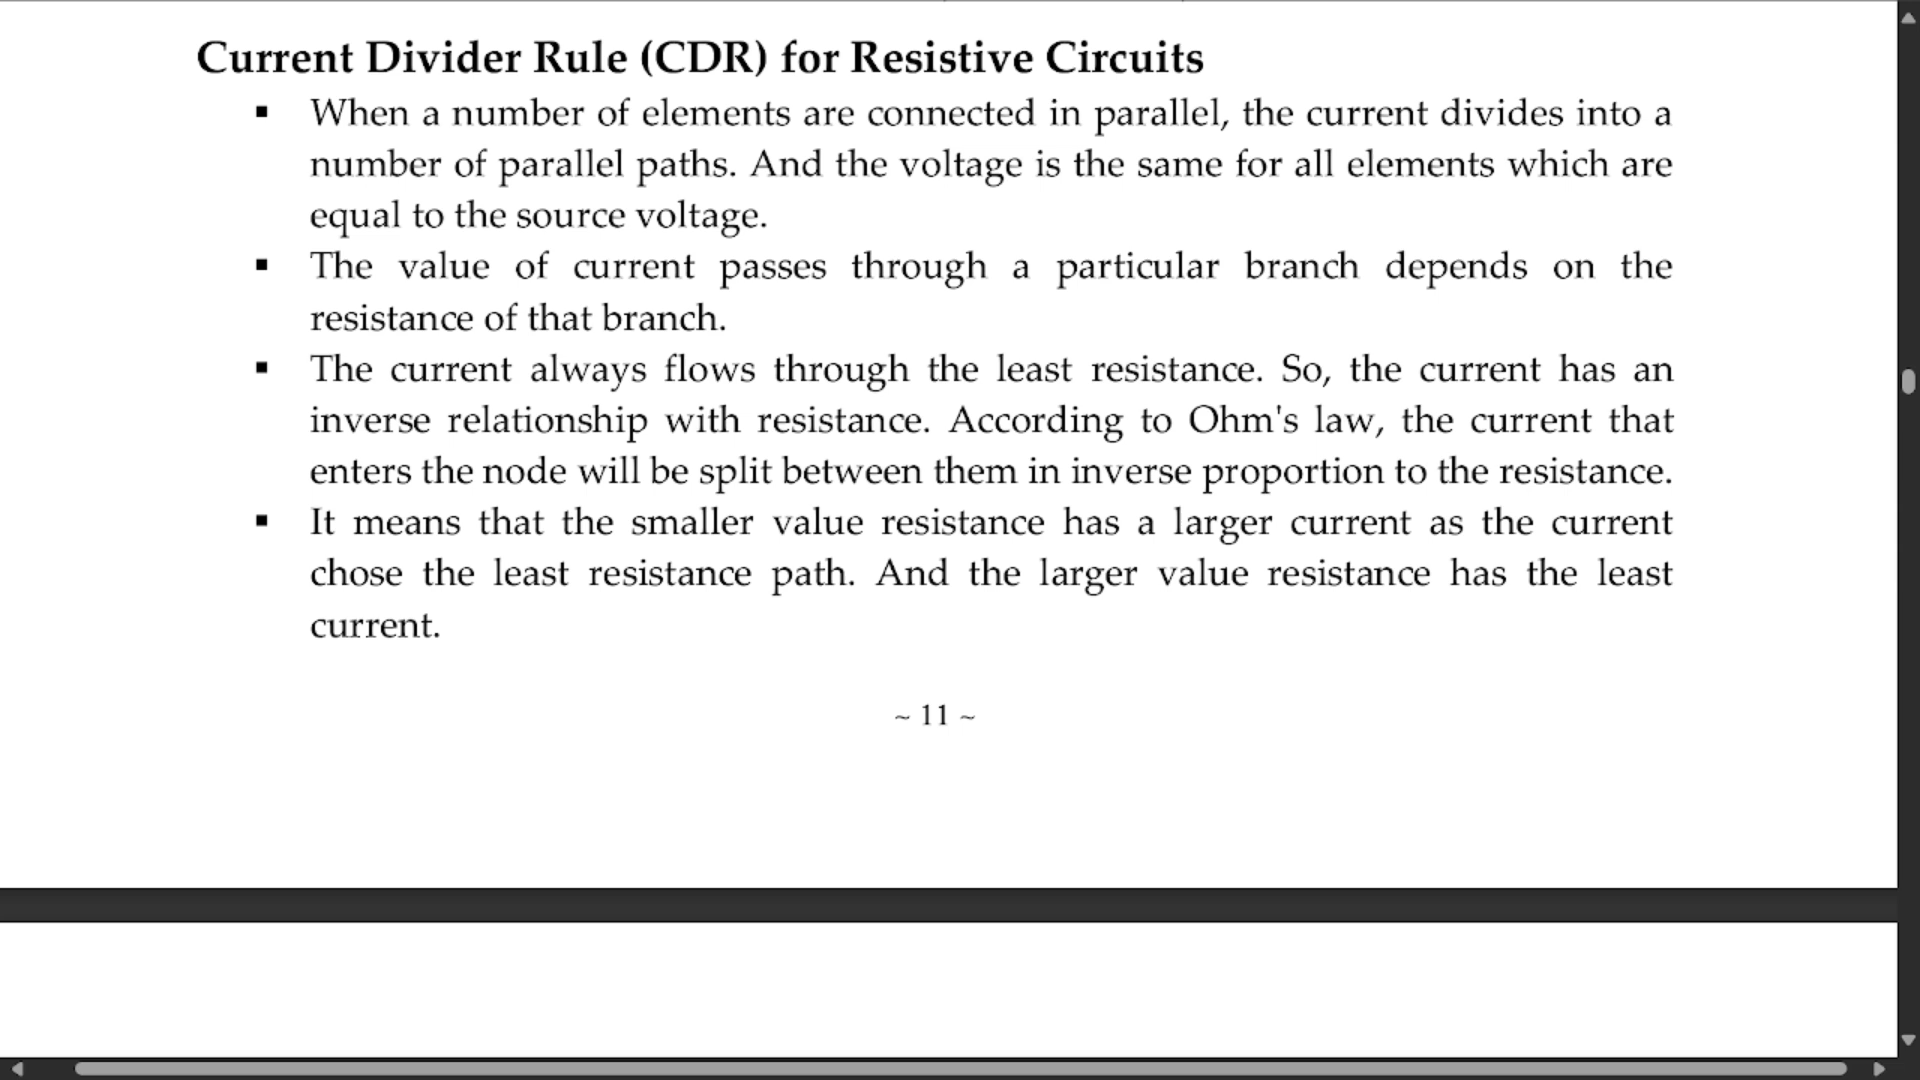 Current Divider Rule (CDR) for Resistive Circuits
▪ When a number of elements are connected in parallel, the current divides into a
number of parallel paths. And the voltage is the same for all elements which are
equal to the source voltage.
▪ The value of current passes through a particular branch depends on the
resistance of that branch.
▪ The current always flows through the least resistance. So, the current has an
inverse relationship with resistance. According to Ohm's law, the current that
enters the node will be split between them in inverse proportion to the resistance.
▪ It means that the smaller value resistance has a larger current as the current
chose the least resistance path. And the larger value resistance has the least
current.
~ 11 ~